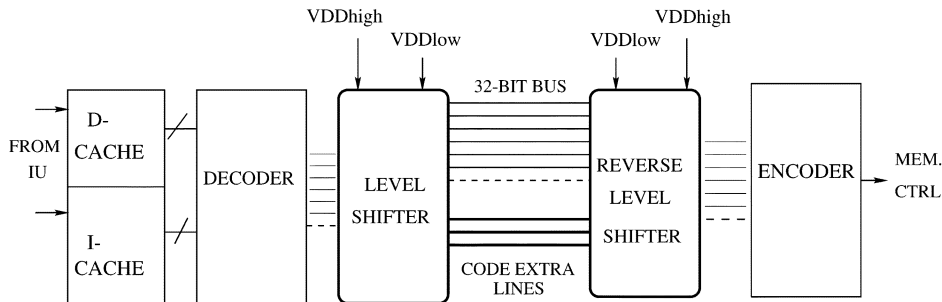 VDDhigh
VDDlow
VDDhigh
VDDlow
32-BIT BUS
FROM
IU
D-
CACHE
I-
CACHE
DECODER
LEVEL
SHIFTER
REVERSE
LEVEL
SHIFTER
ENCODER
MEM.
CTRL
CODE EXTRA
LINES